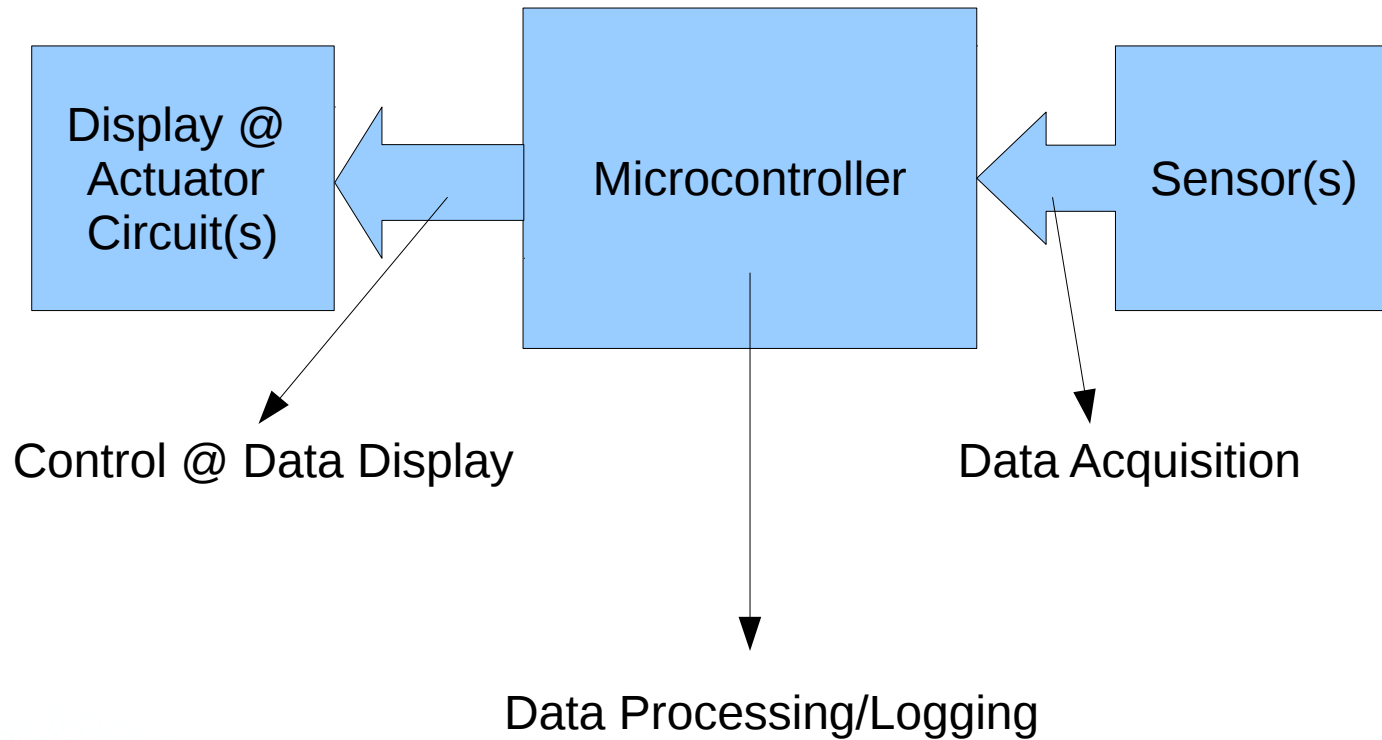 Display @
Actuator
Circuit(s)
Microcontroller
Sensor(s)
Control @ Data Display
Data Acquisition
Data Processing/Logging